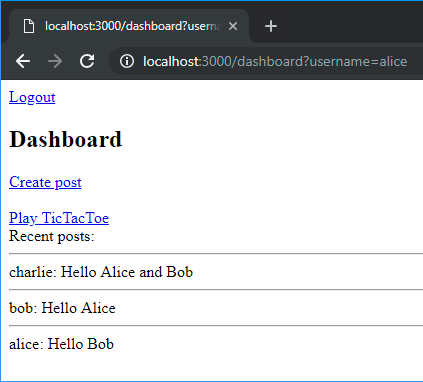 localhost:3000/dashboard?usern
localhost:3000/dashboard?username=alice
Logout
Dashboard
Create post
Play TicTacToe
Recent posts:
charlie: Hello Alice and Bob
bob: Hello Alice
alice: Hello Bob